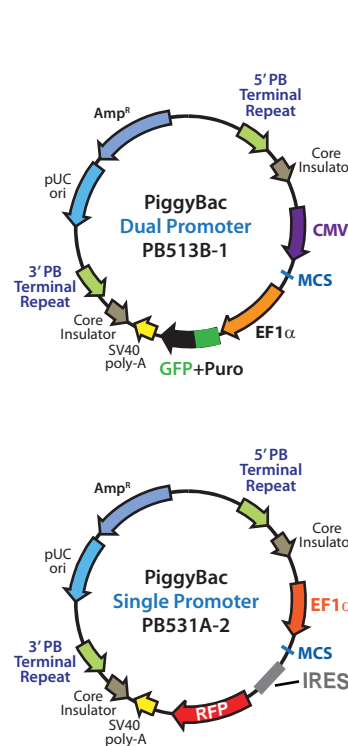 5’ PB
Terminal
Repeat
Amp^R
Core
Insulato
pUC
ori
PiggyBac
Dual Promoter
PB513B-1
CMV
MCS
3’ PB
Terminal
Repeat
Core
Insulator
EF1α
SV40
poly-A
GFP+Puro
5’ PB
Terminal
Repeat
Amp^R
Core
Insulato
pUC
ori
PiggyBac
Single Promoter
PB531A-2
EF1α
MCS
3’ PB
Terminal
Repeat
IRES
Core
Insulator
RFP
SV40
poly-A